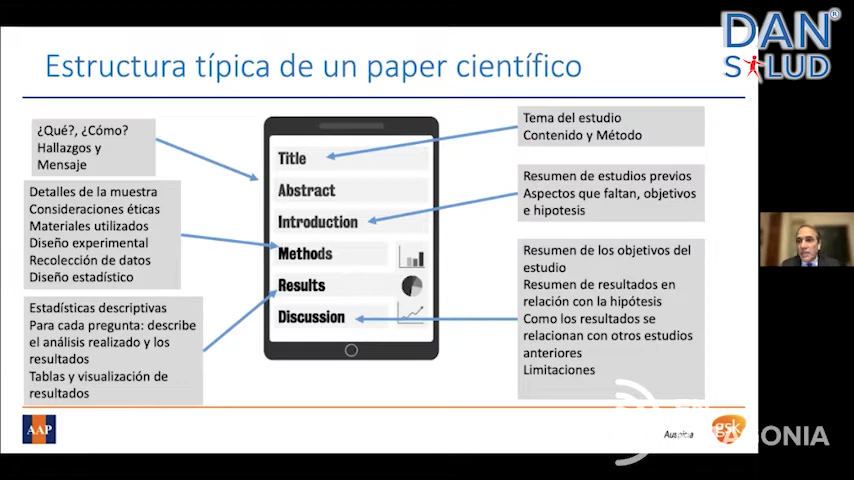 DAN®
SALUD
Estructura típica de un paper científico
¿Qué?, ¿Cómo?
Hallazgos y
Mensaje
Detalles de la muestra
Consideraciones éticas
Materiales utilizados
Diseño experimental
Recolección de datos
Diseño estadístico
Estadísticas descriptivas
Para cada pregunta: describe
el análisis realizado y los
resultados
Tablas y visualización de
resultados
Title
Abstract
Introduction
Methods
Results
Discussion
Tema del estudio
Contenido y Método
Resumen de estudios previos
Aspectos que faltan, objetivos
e hipotesis
Resumen de los objetivos del
estudio
Resumen de resultados en
relación con la hipótesis
Como los resultados se
relacionan con otros estudios
anteriores
Limitaciones
AAP
gsk